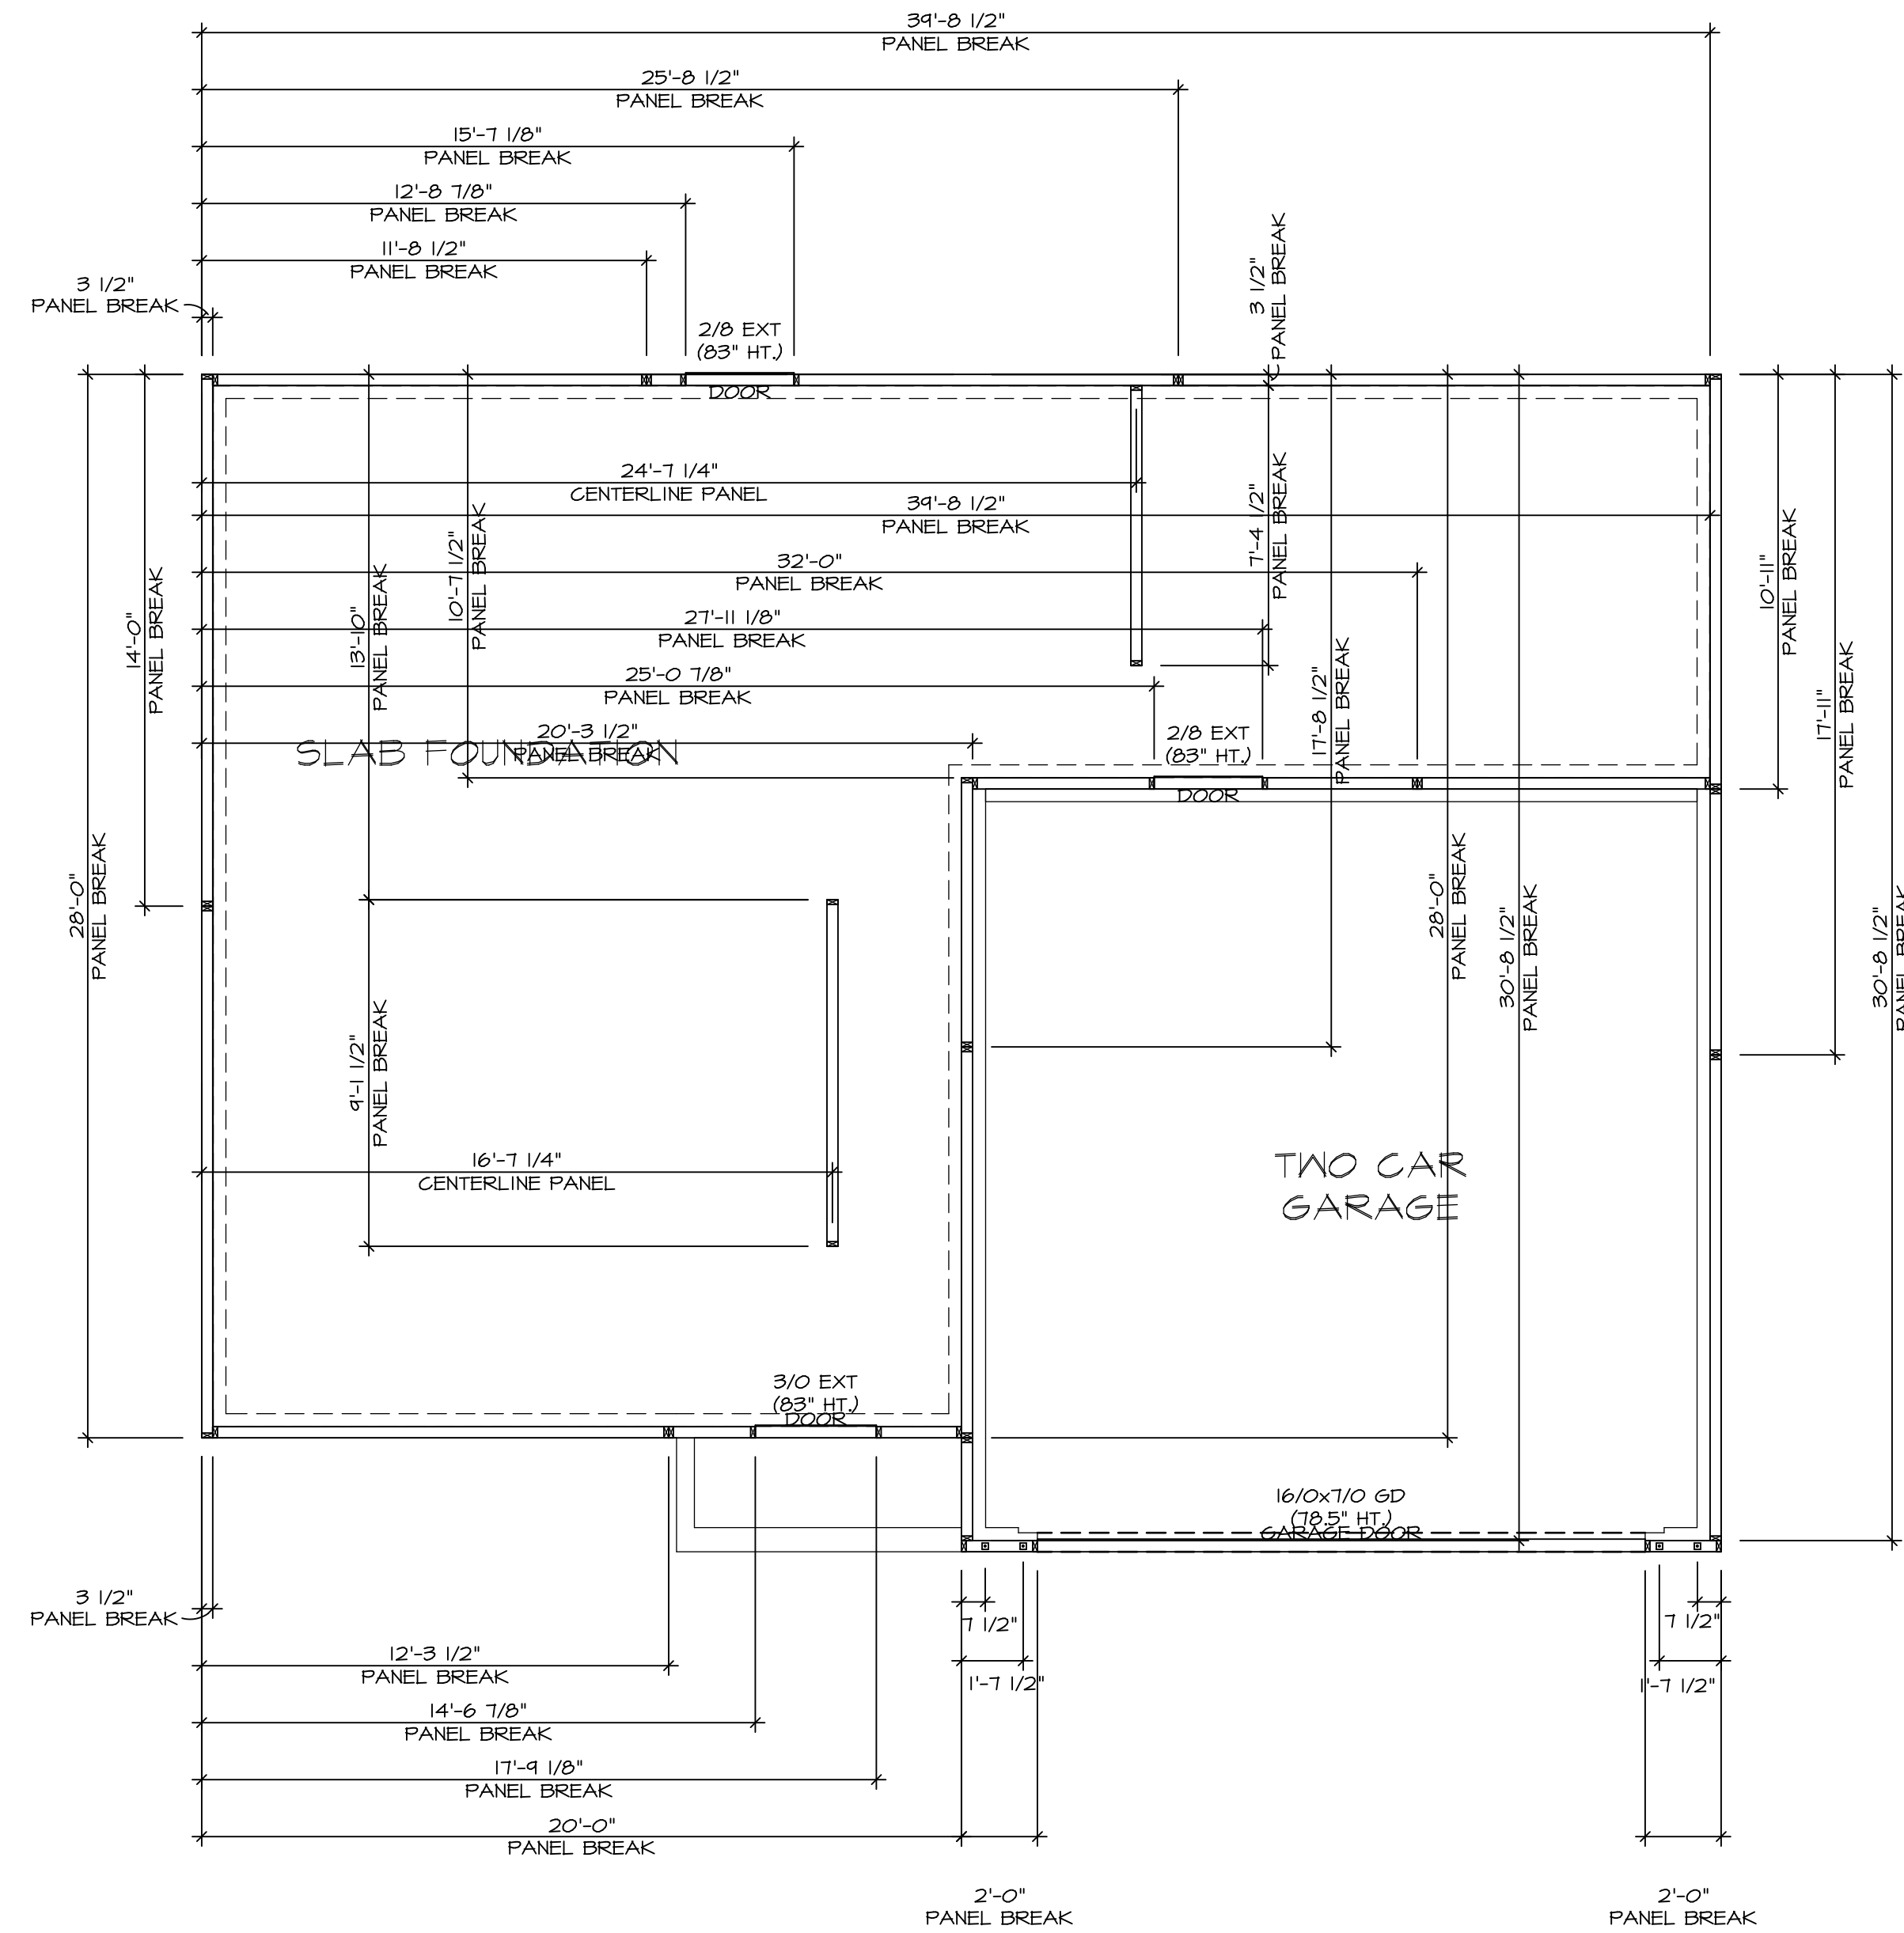 39'-8 1/2"
PANEL BREAK
25'-8 1/2"
PANEL BREAK
15'-7 1/8"
PANEL BREAK
12'-8 7/8"
PANEL BREAK
11'-8 1/2"
PANEL BREAK
3 1/2"
PANEL BREAK
3 1/2"
PANEL BREAK
2/8 EXT
(83" HT.)
DOOR
24'-7 1/4"
CENTERLINE PANEL
39'-8 1/2"
PANEL BREAK
32'-0"
PANEL BREAK
27'-11 1/8"
PANEL BREAK
25'-0 7/8"
PANEL BREAK
20'-3 1/2"
PANEL BREAK
SLAB FOUNDATION
14'-0"
PANEL BREAK
28'-0"
PANEL BREAK
13'-10"
PANEL BREAK
10'-7 1/2"
PANEL BREAK
7'-4 1/2"
PANEL BREAK
17'-8 1/2"
PANEL BREAK
2/8 EXT
(83" HT.)
DOOR
10'-11"
PANEL BREAK
17'-11"
PANEL BREAK
28'-0"
PANEL BREAK
30'-8 1/2"
PANEL BREAK
30'-8 1/2"
PANEL BREAK
9'-1 1/2"
PANEL BREAK
16'-7 1/4"
CENTERLINE PANEL
TWO CAR
GARAGE
3/0 EXT
(83" HT.)
DOOR
16/0x7/0 GD
(78.5" HT.)
GARAGE DOOR
3 1/2"
PANEL BREAK
7 1/2"
7 1/2"
12'-3 1/2"
PANEL BREAK
1'-7 1/2"
1'-7 1/2"
14'-6 7/8"
PANEL BREAK
17'-9 1/8"
PANEL BREAK
20'-0"
PANEL BREAK
2'-0"
PANEL BREAK
2'-0"
PANEL BREAK